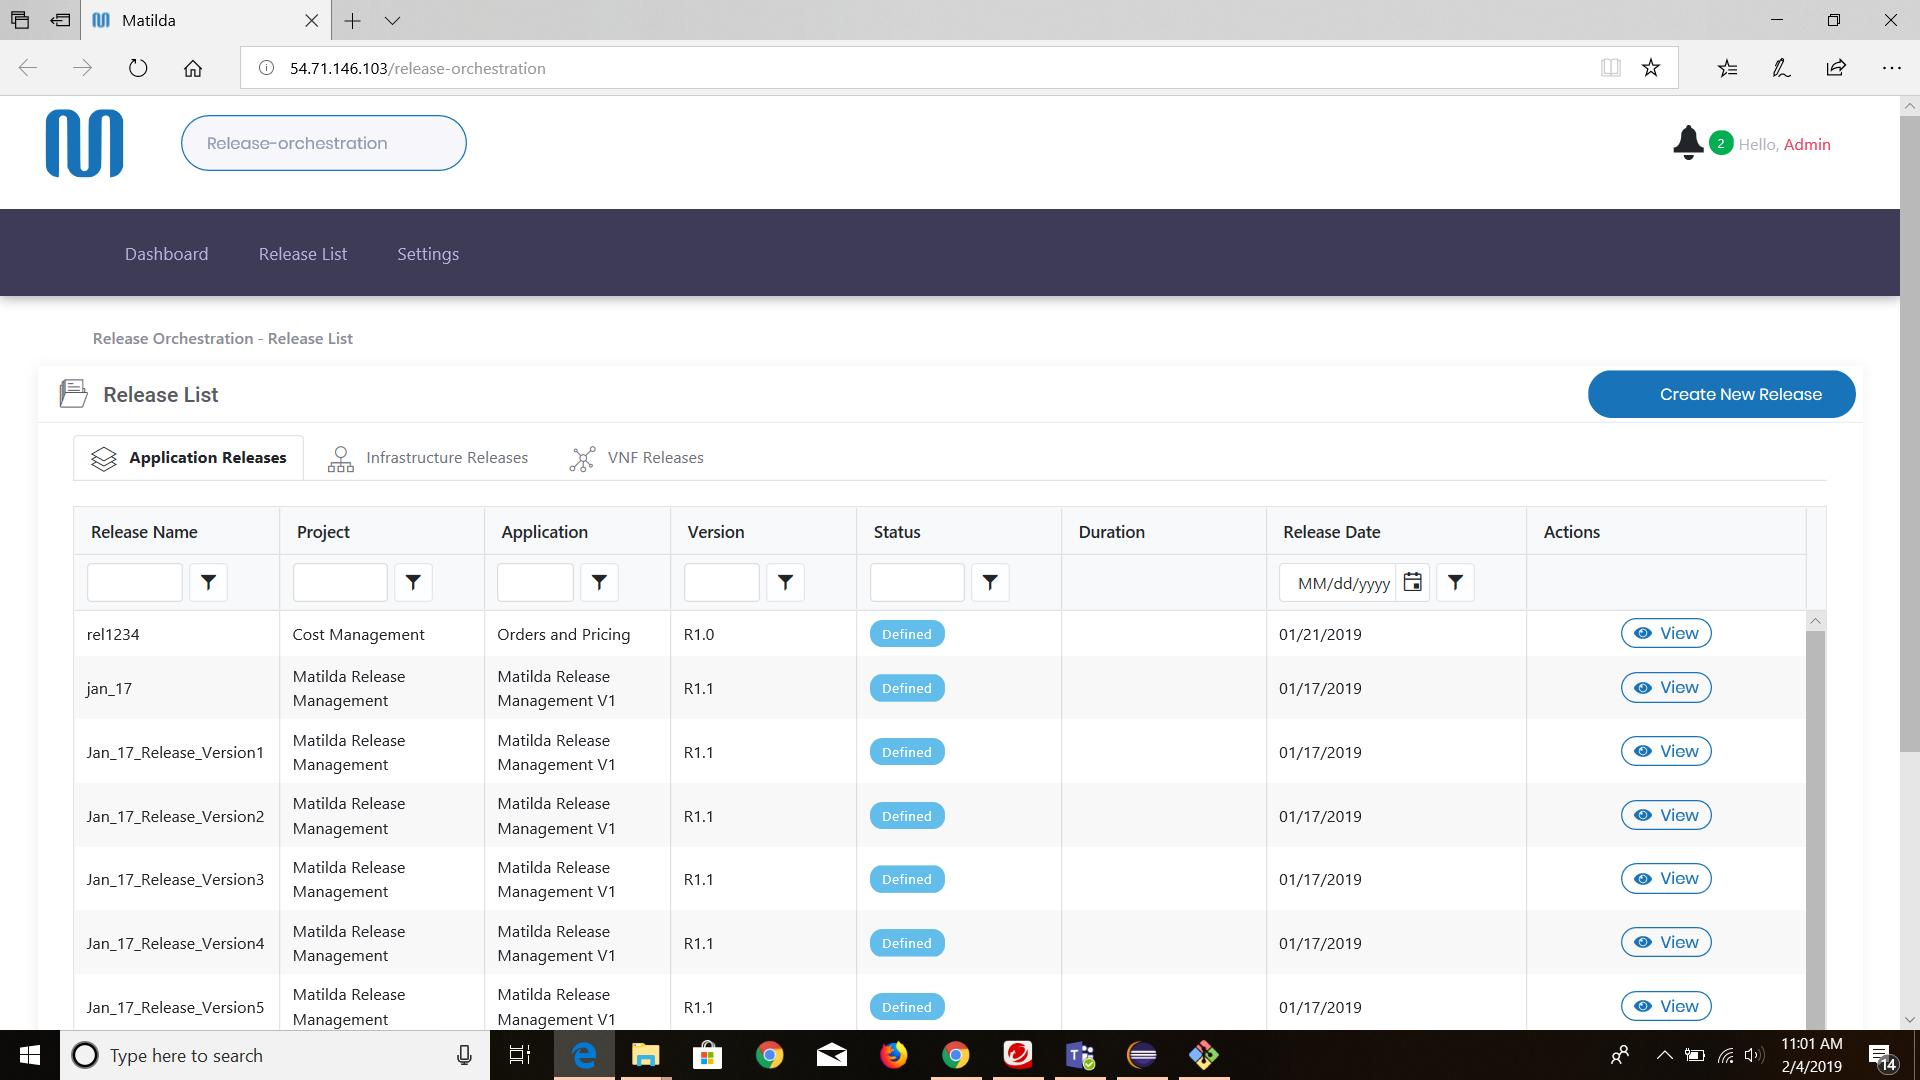 Matilda
54.71.146.103/release-orchestration
Release-orchestration
2 Hello, Admin
Dashboard Release List Settings
Release Orchestration - Release List
Release List
Create New Release
Application Releases Infrastructure Releases VNF Releases
Release Name Project Application Version Status Duration Release Date Actions
MM/dd/yyyy
rel1234 Cost Management Orders and Pricing R1.0 Defined 01/21/2019 View
jan_17 Matilda Release Management Matilda Release Management V1 R1.1 Defined 01/17/2019 View
Jan_17_Release_Version1 Matilda Release Management Matilda Release Management V1 R1.1 Defined 01/17/2019 View
Jan_17_Release_Version2 Matilda Release Management Matilda Release Management V1 R1.1 Defined 01/17/2019 View
Jan_17_Release_Version3 Matilda Release Management Matilda Release Management V1 R1.1 Defined 01/17/2019 View
Jan_17_Release_Version4 Matilda Release Management Matilda Release Management V1 R1.1 Defined 01/17/2019 View
Jan_17_Release_Version5 Matilda Release Management Matilda Release Management V1 R1.1 Defined 01/17/2019 View
Type here to search
11:01 AM
2/4/2019
14